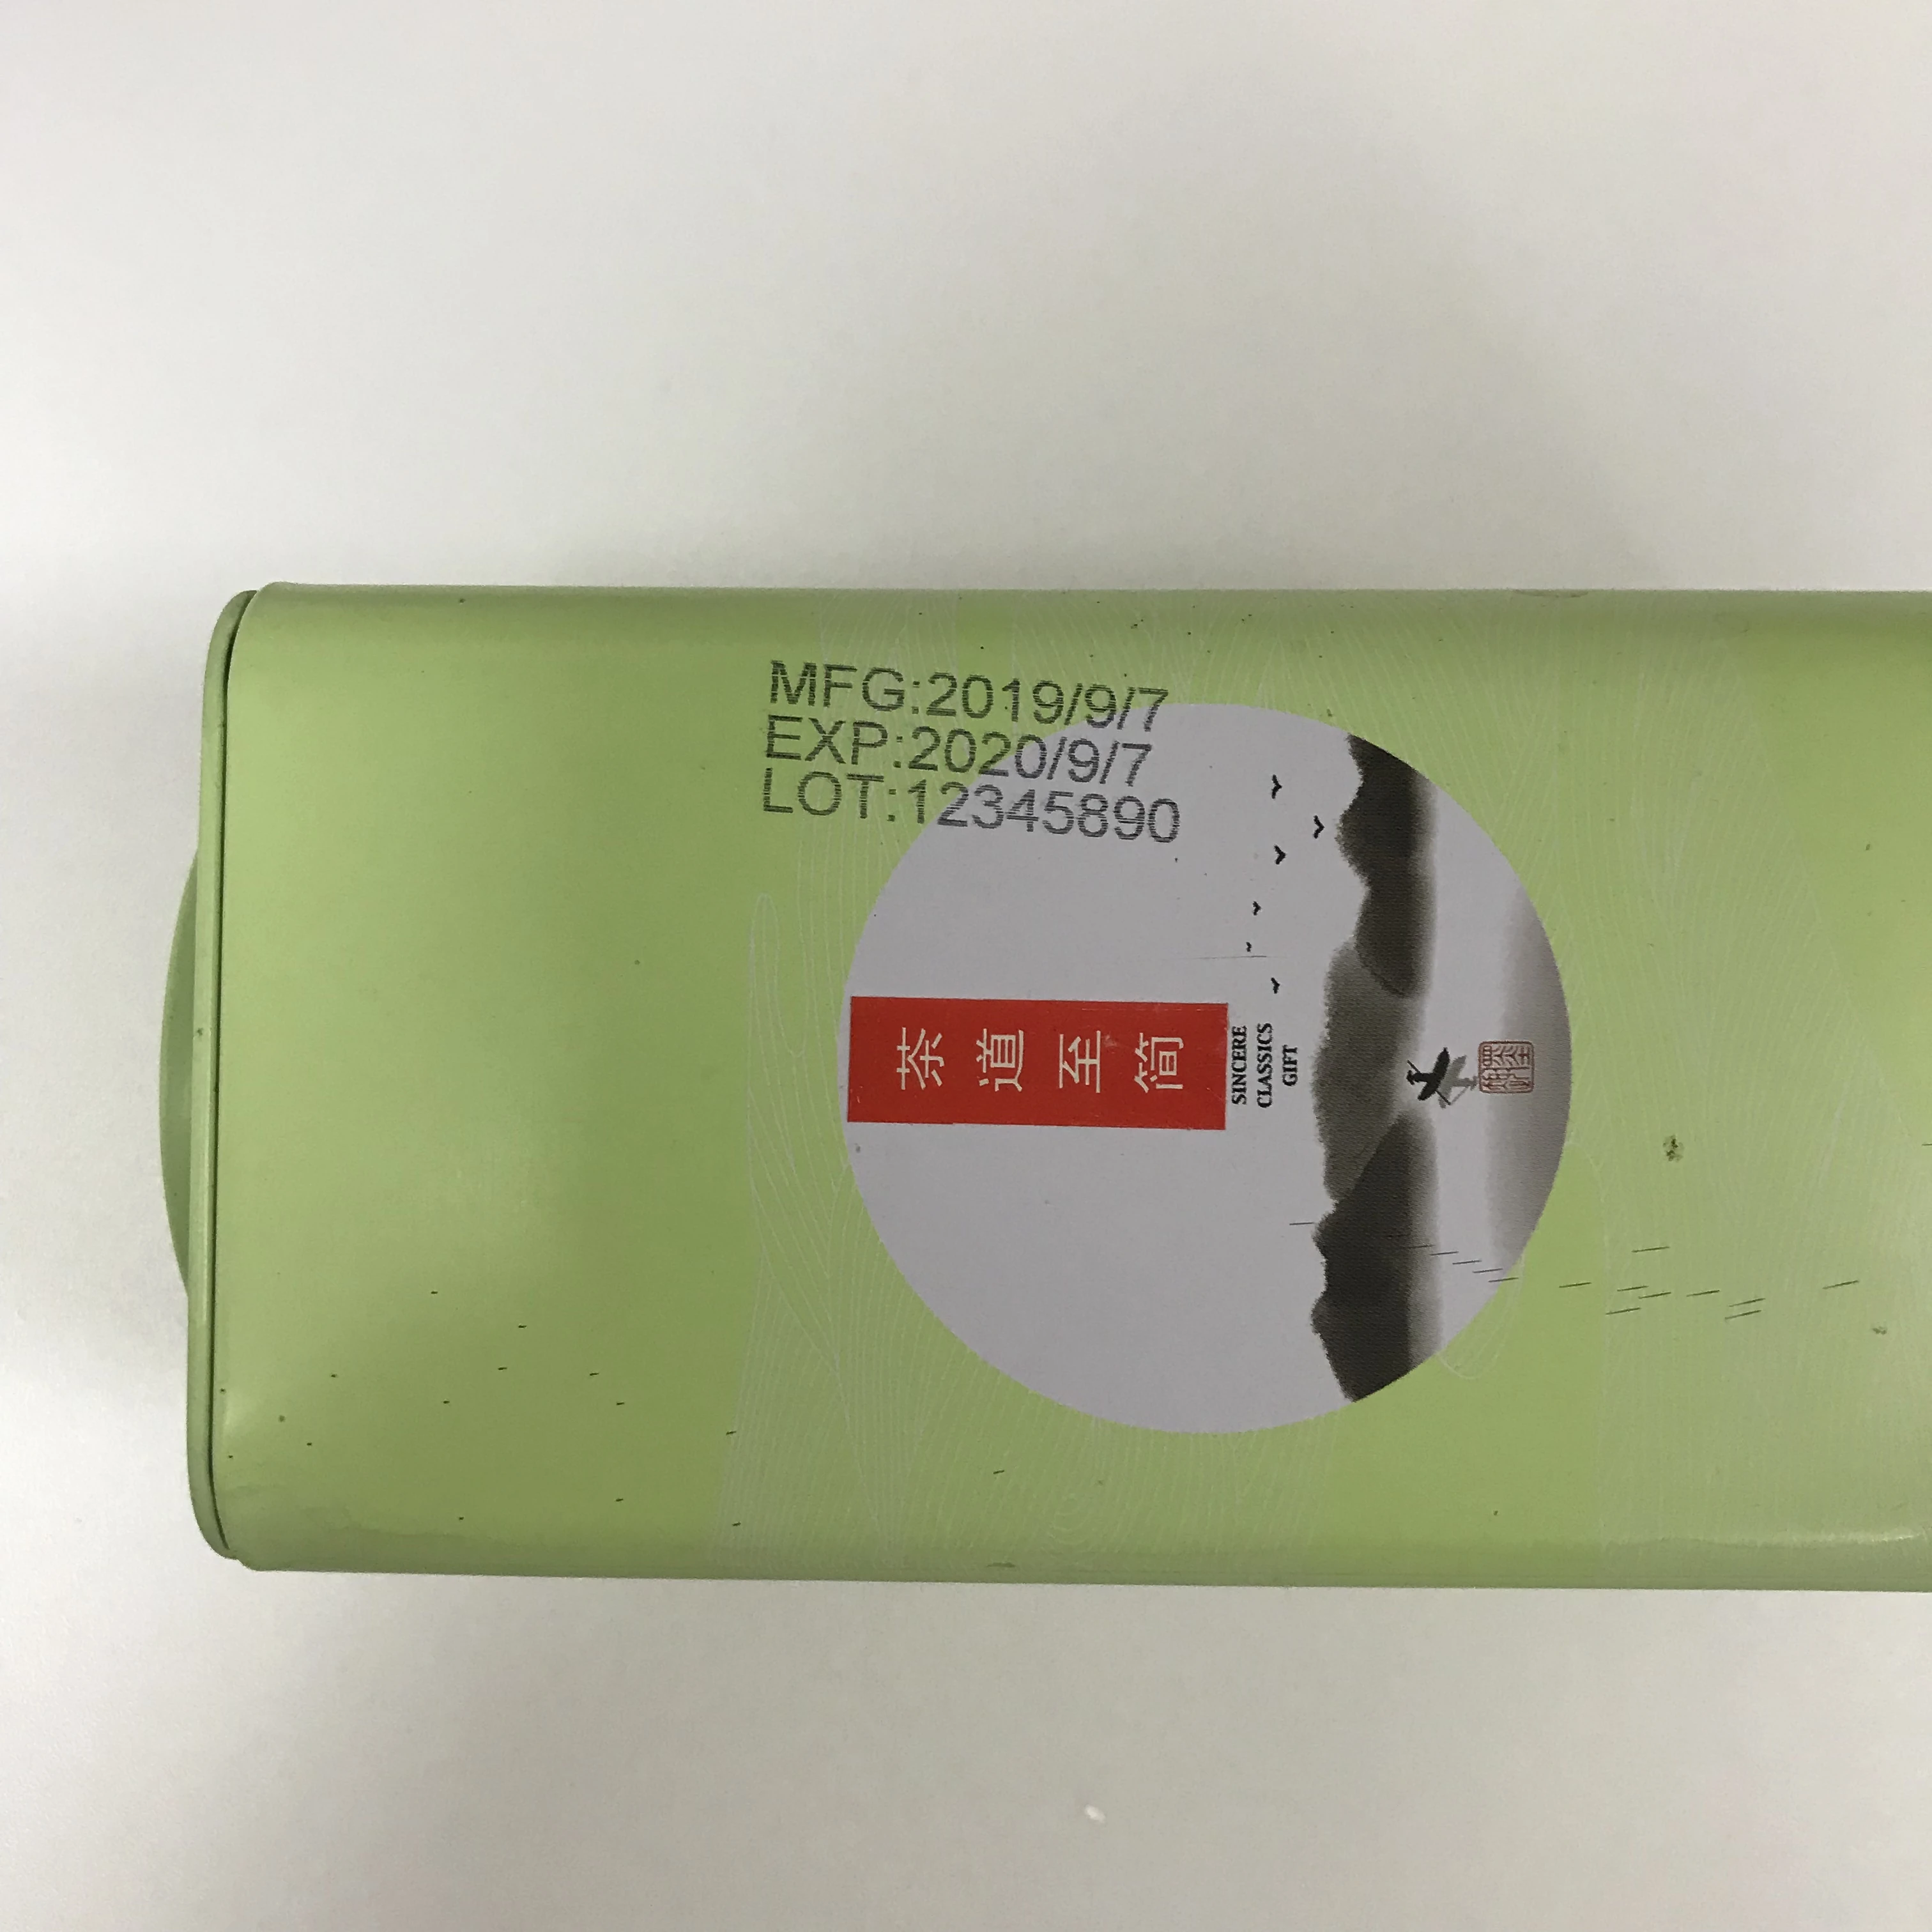 MFG:2019/9/7
EXP:2020/9/7
LOT:12345890
茶道至简
SINCERE
CLASSICS
GIFT